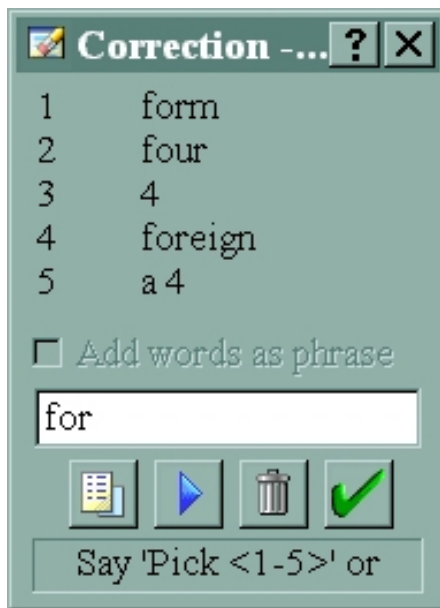 Correction -... ?
1 form
2 four
3 4
4 foreign
5 a 4
Add words as phrase
for
Say 'Pick <1-5>' or